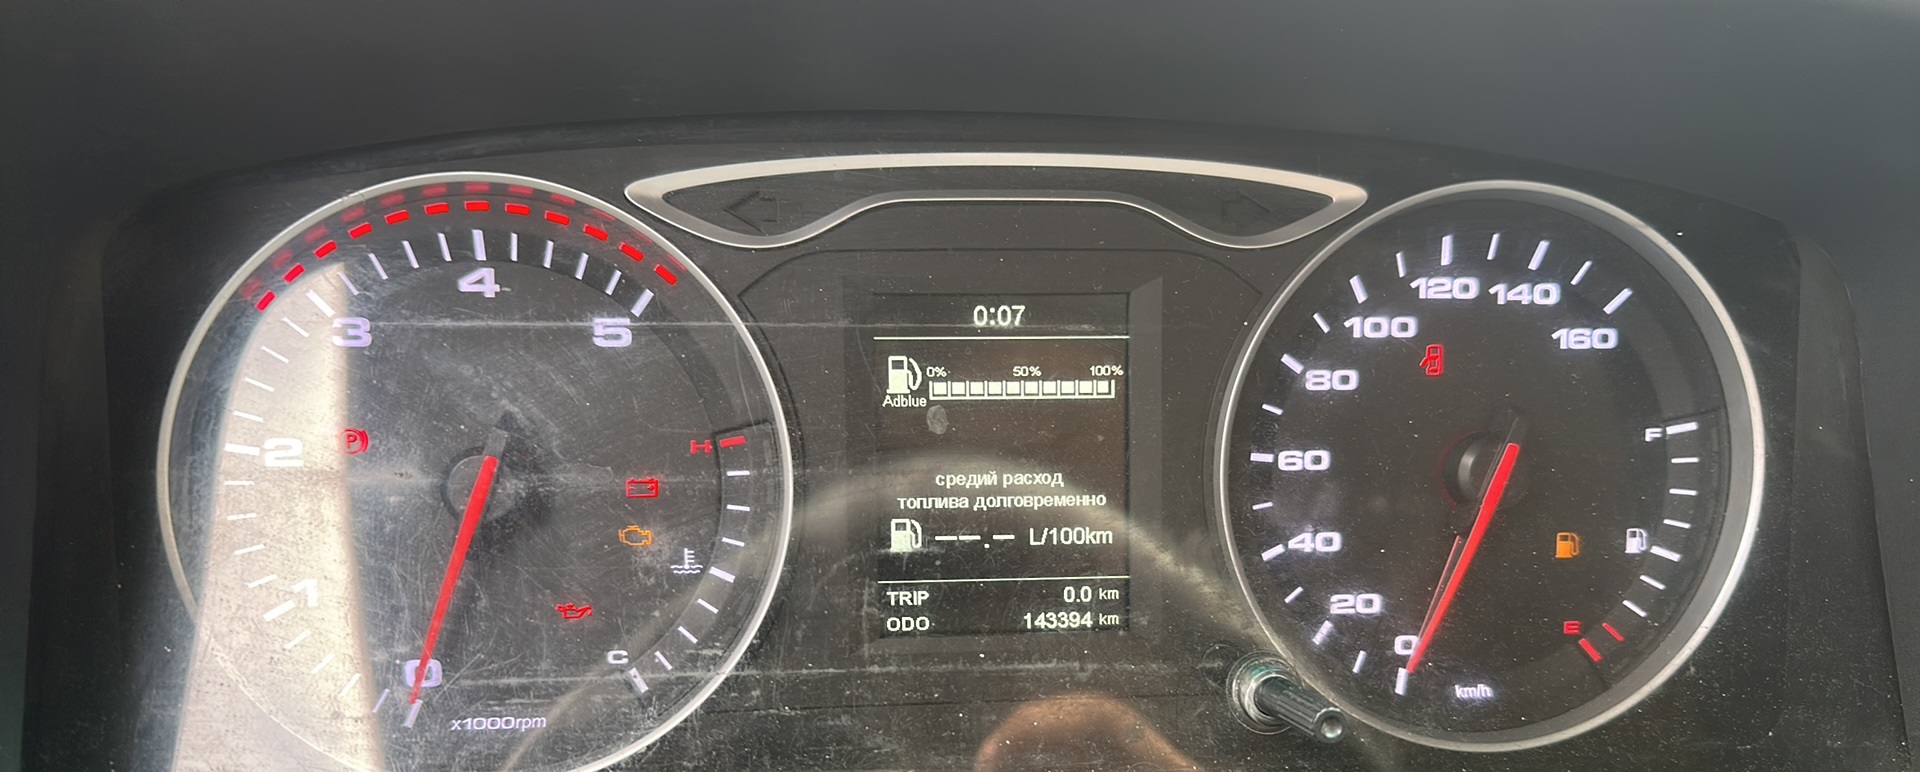 0:07
0% 50% 100%
Adblue
средий расход
топлива долговременно
--.- L/100km
TRIP 0.0 km
ODO 143394 km
0
1
2
3
4
5
x1000rpm
P
H
C
0
20
40
60
80
100
120
140
160
km/h
F
E